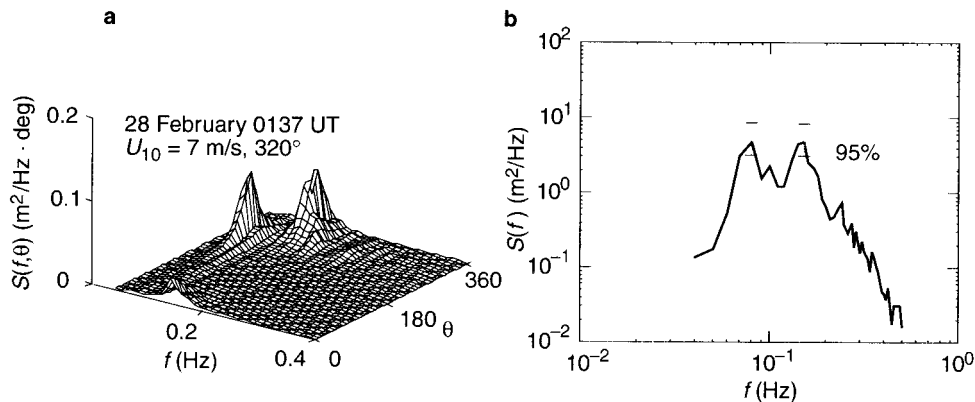 a
28 February 0137 UT
U10 = 7 m/s, 320°
S(f,θ) (m²/Hz · deg)
0.2
0.1
0
0.2
0.4
f (Hz)
0
180
360
θ
b
S(f) (m²/Hz)
10²
10¹
10⁰
10⁻¹
10⁻²
95%
10⁻²
10⁻¹
10⁰
f (Hz)